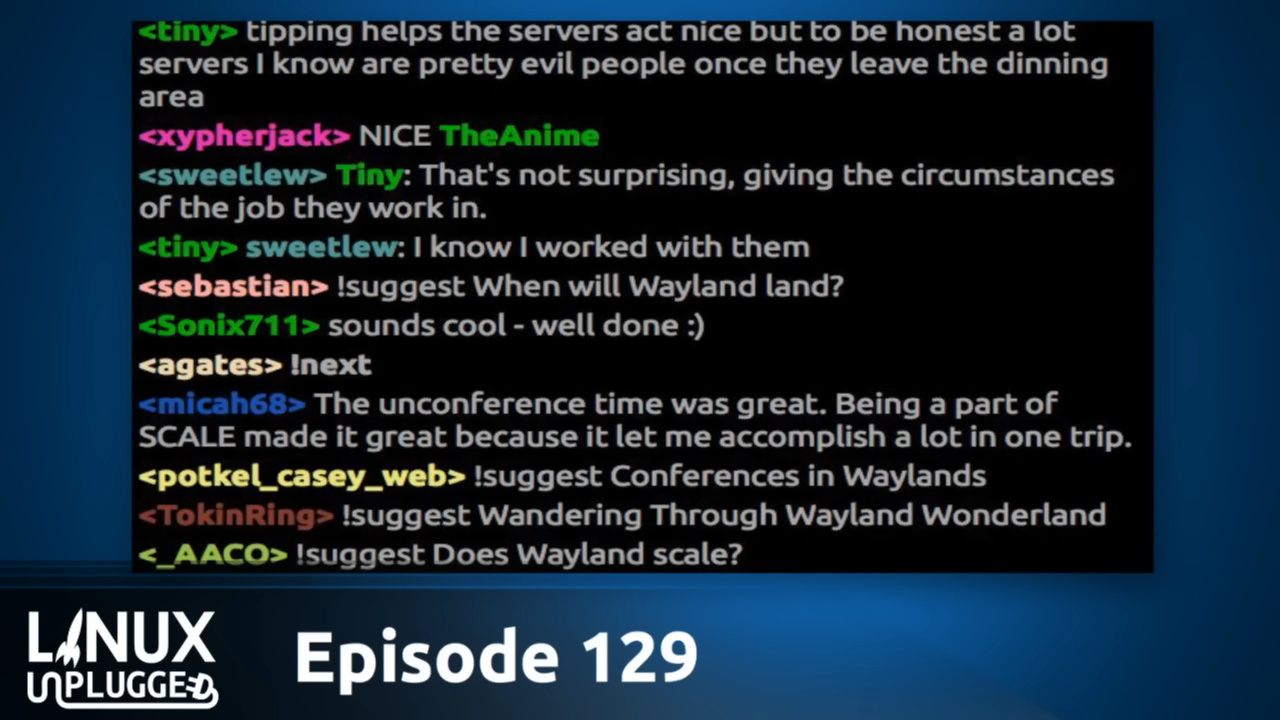 <tiny> tipping helps the servers act nice but to be honest a lot
servers I know are pretty evil people once they leave the dinning
area
<xypherjack> NICE TheAnime
<sweetlew> Tiny: That's not surprising, giving the circumstances
of the job they work in.
<tiny> sweetlew: I know I worked with them
<sebastian> !suggest When will Wayland land?
<Sonix711> sounds cool - well done :)
<agates> !next
<micah68> The unconference time was great. Being a part of
SCALE made it great because it let me accomplish a lot in one trip.
<potkel_casey_web> !suggest Conferences in Waylands
<TokinRing> !suggest Wandering Through Wayland Wonderland
<_AACO> !suggest Does Wayland scale?
LINUX
UNPLUGGED
Episode 129